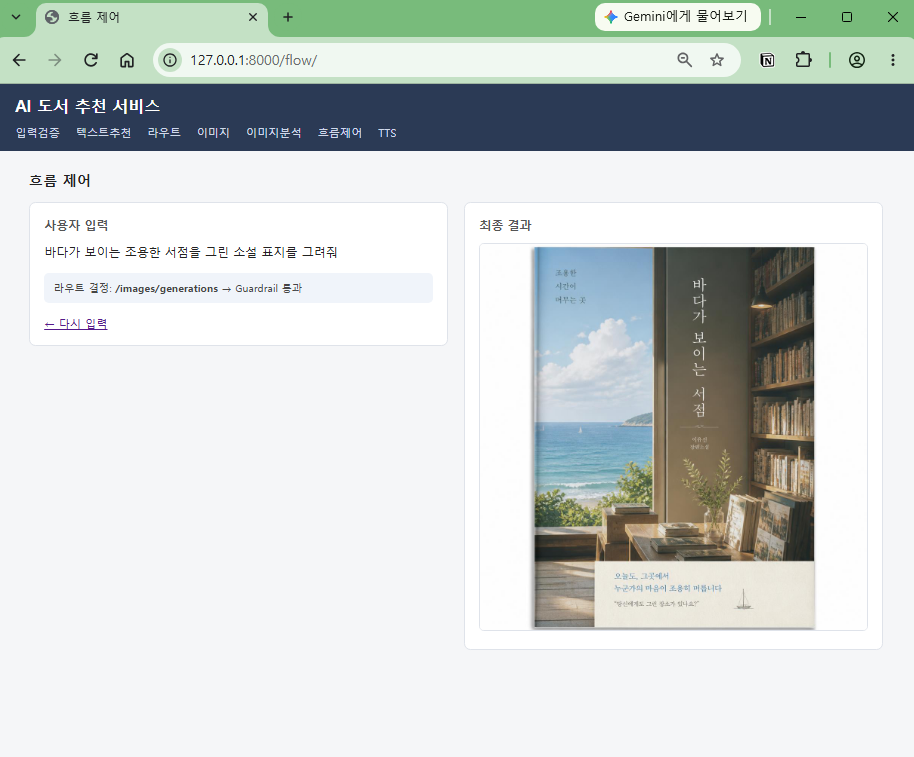 흐름 제어
Gemini에게 물어보기
127.0.0.1:8000/flow/
AI 도서 추천 서비스
입력검증 텍스트추천 라우트 이미지 이미지분석 흐름제어 TTS
흐름 제어
사용자 입력
바다가 보이는 조용한 서점을 그린 소설 표지를 그려줘
라우트 결정: /images/generations → Guardrail 통과
← 다시 입력
최종 결과
조용한
시간이
머무는 곳
바다가 보이는 서점
장편소설
오늘도, 그곳에서
누군가의 마음이 조용히 머뭅니다